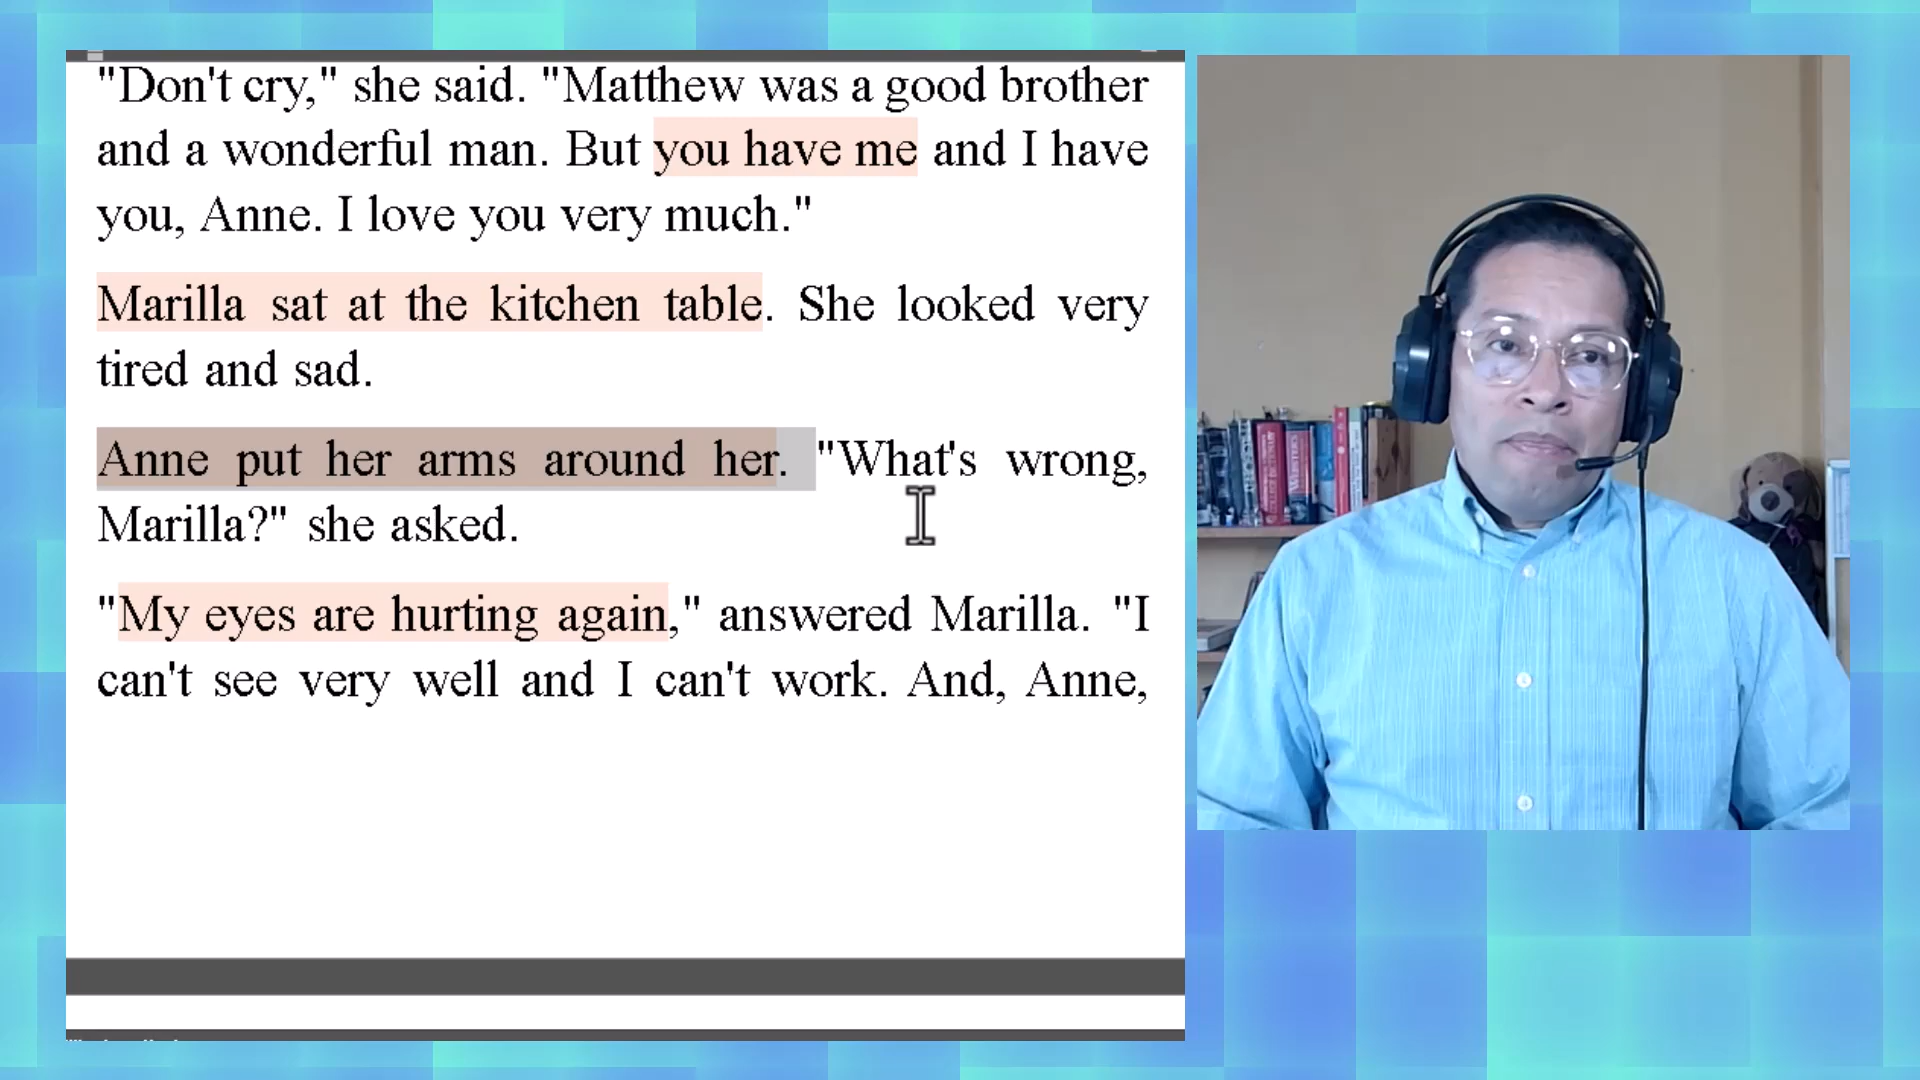 "Don't cry," she said. "Matthew was a good brother
and a wonderful man. But you have me and I have
you, Anne. I love you very much."
Marilla sat at the kitchen table. She looked very
tired and sad.
Anne put her arms around her. "What's wrong,
Marilla?" she asked.
"My eyes are hurting again," answered Marilla. "I
can't see very well and I can't work. And, Anne,